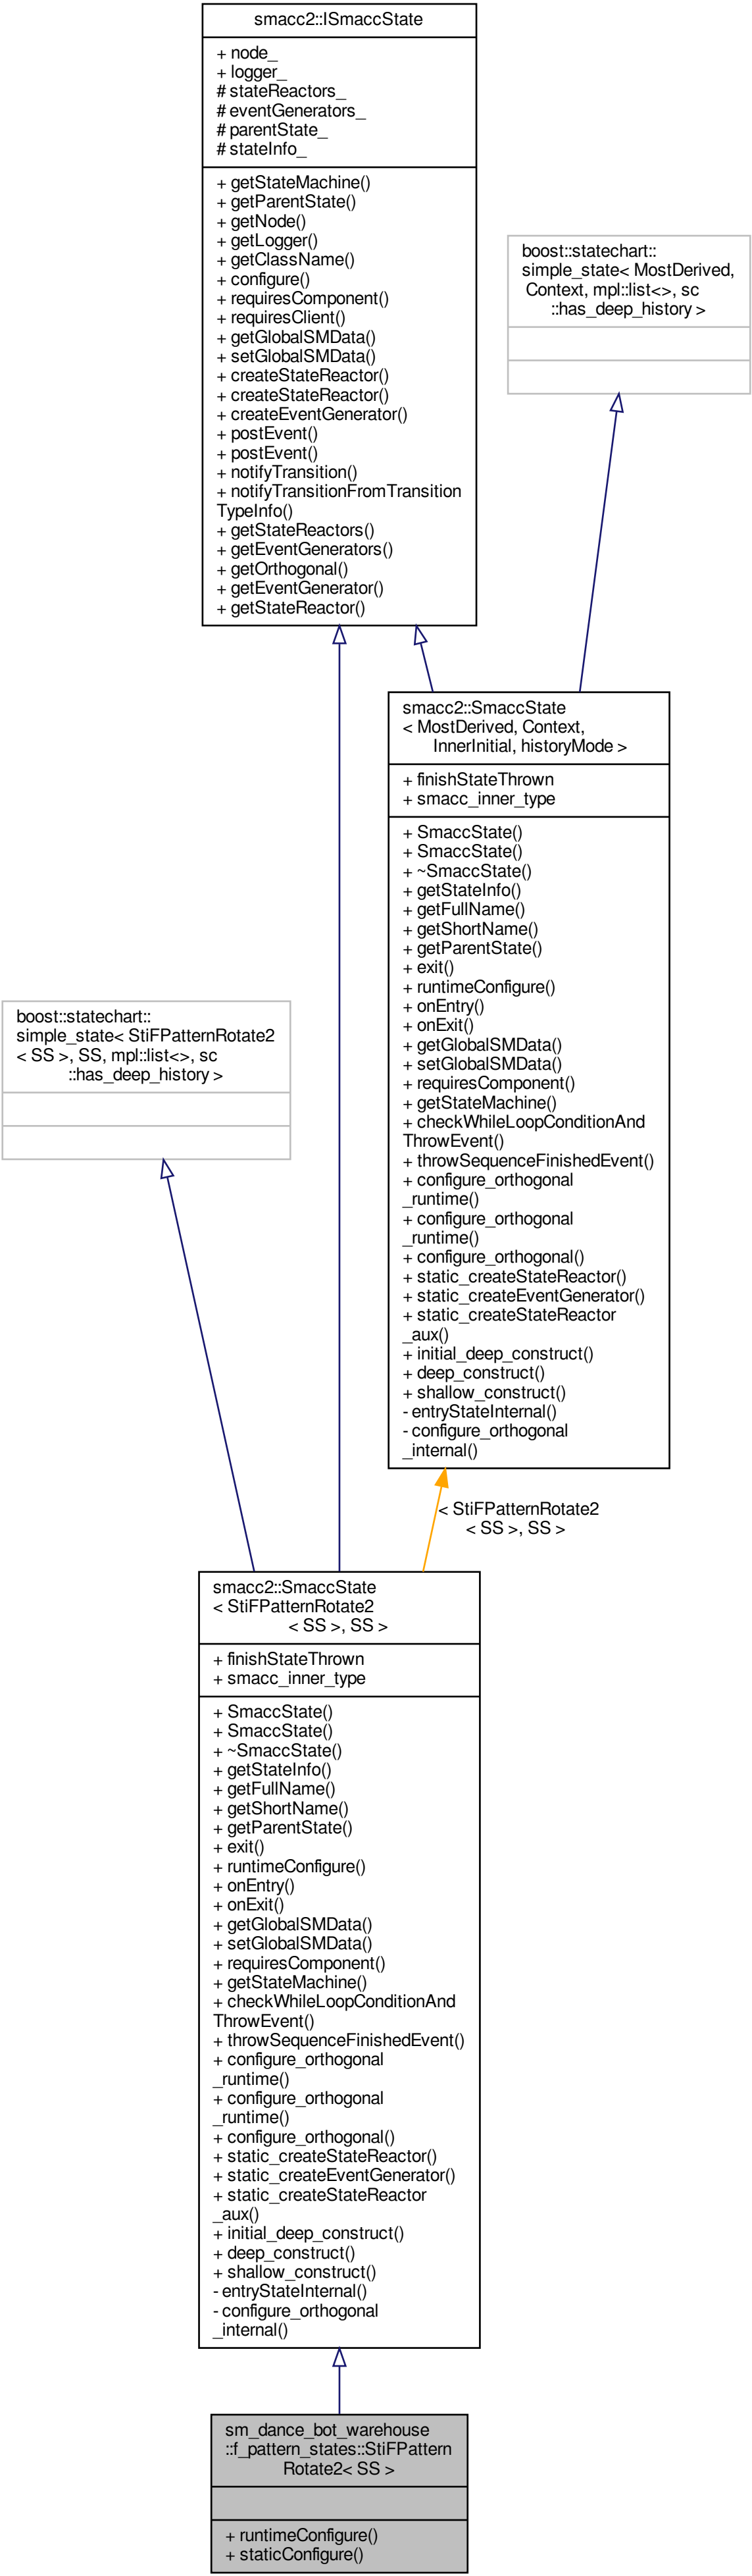 smacc2::ISmaccState
+ node_
+ logger_
# stateReactors_
# eventGenerators_
# parentState_
# stateInfo_
+ getStateMachine()
+ getParentState()
+ getNode()
+ getLogger()
+ getClassName()
+ configure()
+ requiresComponent()
+ requiresClient()
+ getGlobalSMData()
+ setGlobalSMData()
+ createStateReactor()
+ createStateReactor()
+ createEventGenerator()
+ postEvent()
+ postEvent()
+ notifyTransition()
+ notifyTransitionFromTransition
TypeInfo()
+ getStateReactors()
+ getEventGenerators()
+ getOrthogonal()
+ getEventGenerator()
+ getStateReactor()
boost::statechart::
simple_state< MostDerived,
Context, mpl::list<>, sc
::has_deep_history >
smacc2::SmaccState
< MostDerived, Context,
InnerInitial, historyMode >
+ finishStateThrown
+ smacc_inner_type
+ SmaccState()
+ SmaccState()
+ ~SmaccState()
+ getStateInfo()
+ getFullName()
+ getShortName()
+ getParentState()
+ exit()
+ runtimeConfigure()
+ onEntry()
+ onExit()
+ getGlobalSMData()
+ setGlobalSMData()
+ requiresComponent()
+ getStateMachine()
+ checkWhileLoopConditionAnd
ThrowEvent()
+ throwSequenceFinishedEvent()
+ configure_orthogonal
_runtime()
+ configure_orthogonal
_runtime()
+ configure_orthogonal()
+ static_createStateReactor()
+ static_createEventGenerator()
+ static_createStateReactor
_aux()
+ initial_deep_construct()
+ deep_construct()
+ shallow_construct()
- entryStateInternal()
- configure_orthogonal
_internal()
boost::statechart::
simple_state< StiFPatternRotate2
< SS >, SS, mpl::list<>, sc
::has_deep_history >
< StiFPatternRotate2
< SS >, SS >
smacc2::SmaccState
< StiFPatternRotate2
< SS >, SS >
+ finishStateThrown
+ smacc_inner_type
+ SmaccState()
+ SmaccState()
+ ~SmaccState()
+ getStateInfo()
+ getFullName()
+ getShortName()
+ getParentState()
+ exit()
+ runtimeConfigure()
+ onEntry()
+ onExit()
+ getGlobalSMData()
+ setGlobalSMData()
+ requiresComponent()
+ getStateMachine()
+ checkWhileLoopConditionAnd
ThrowEvent()
+ throwSequenceFinishedEvent()
+ configure_orthogonal
_runtime()
+ configure_orthogonal
_runtime()
+ configure_orthogonal()
+ static_createStateReactor()
+ static_createEventGenerator()
+ static_createStateReactor
_aux()
+ initial_deep_construct()
+ deep_construct()
+ shallow_construct()
- entryStateInternal()
- configure_orthogonal
_internal()
sm_dance_bot_warehouse
::f_pattern_states::StiFPattern
Rotate2< SS >
+ runtimeConfigure()
+ staticConfigure()